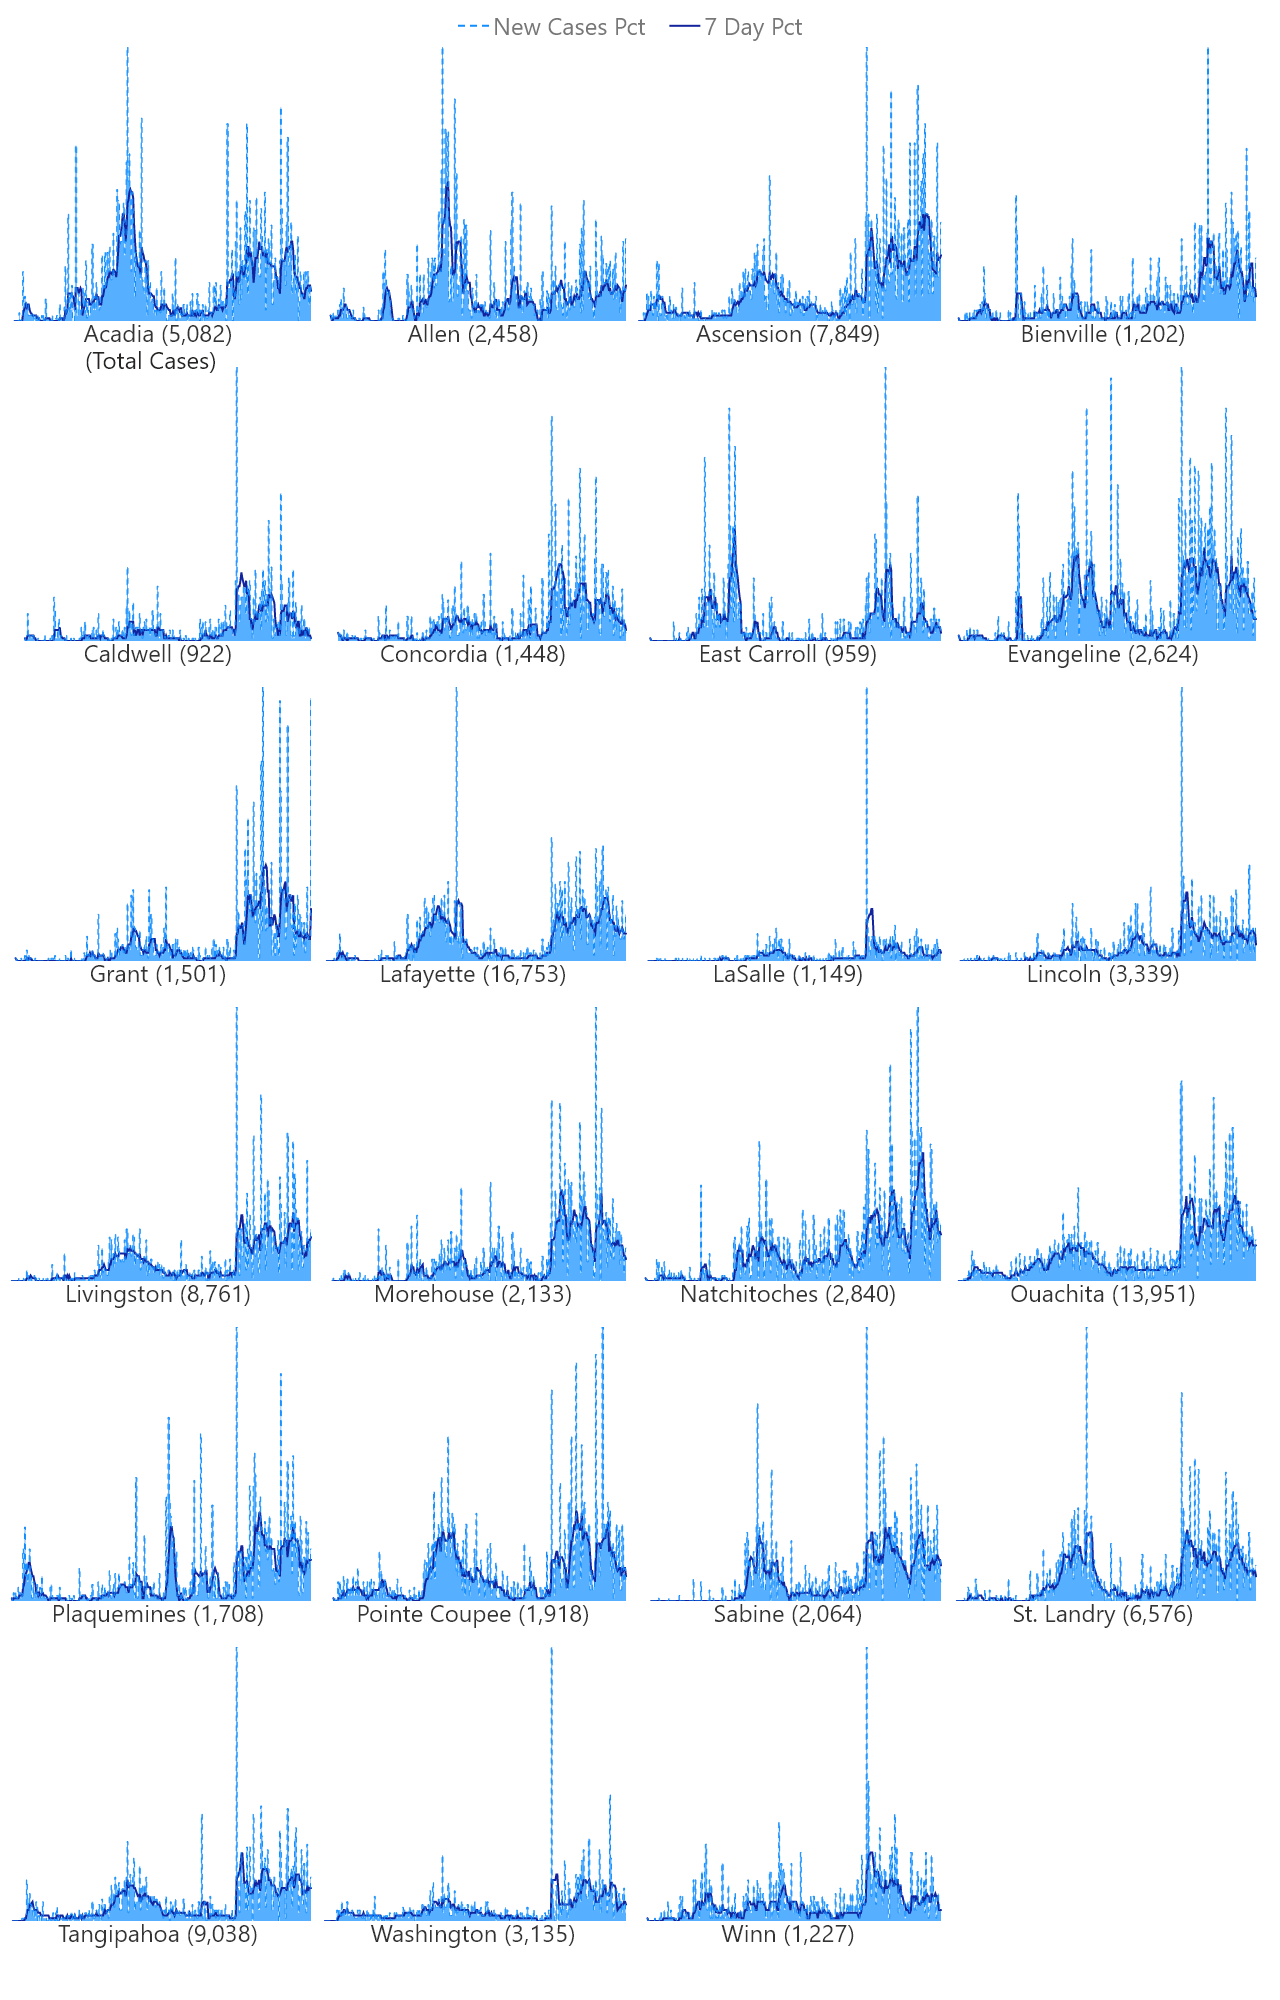 New Cases Pct 7 Day Pct
Acadia (5,082) Allen (2,458) Ascension (7,849) Bienville (1,202)
(Total Cases)
Caldwell (922) Concordia (1,448) East Carroll (959) Evangeline (2,624)
Grant (1,501) Lafayette (16,753) LaSalle (1,149) Lincoln (3,339)
Livingston (8,761) Morehouse (2,133) Natchitoches (2,840) Ouachita (13,951)
Plaquemines (1,708) Pointe Coupee (1,918) Sabine (2,064) St. Landry (6,576)
Tangipahoa (9,038) Washington (3,135) Winn (1,227)